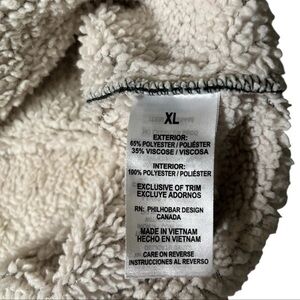 XL
EXTERIOR:
65% POLYESTER / POLIÉSTER
35% VISCOSE / VISCOSA
INTERIOR:
100% POLYESTER / POLIÉSTER
EXCLUSIVE OF TRIM
EXCLUYE ADORNOS
RN: PHILHOBAR DESIGN
CANADA
MADE IN VIETNAM
HECHO EN VIETNAM
CARE ON REVERSE
INSTRUCCIONES AL REVERSO